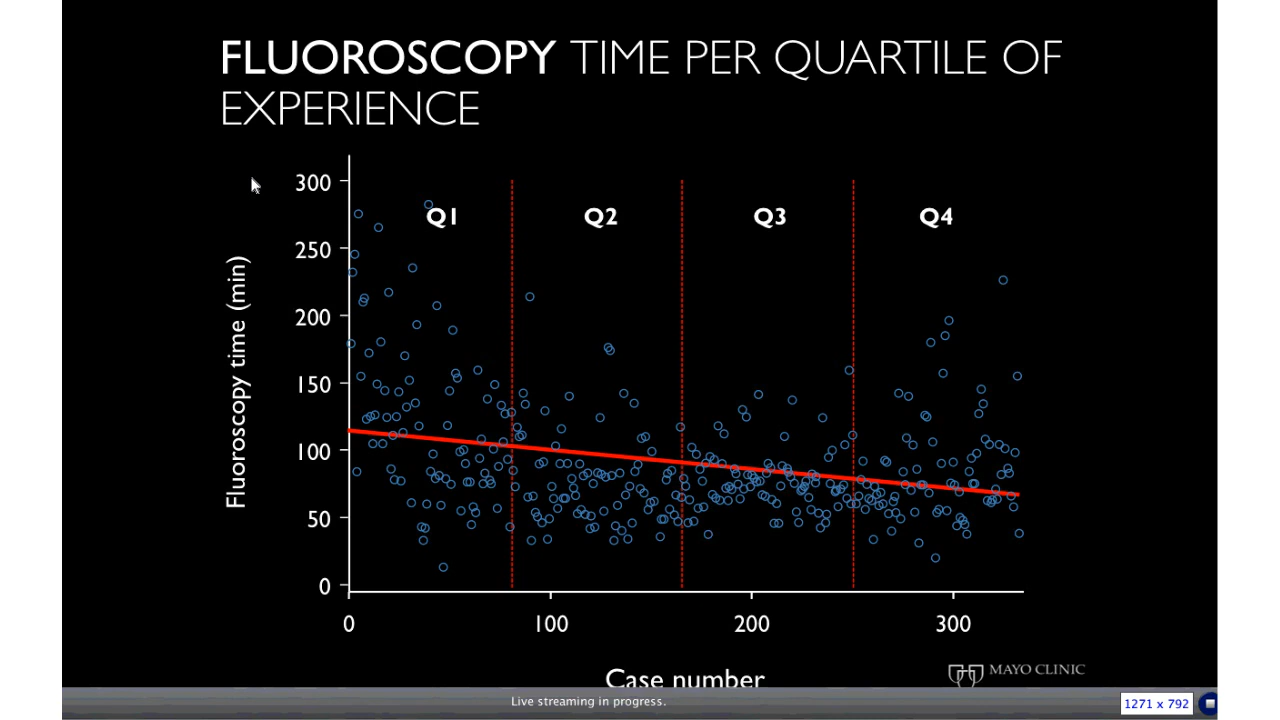 FLUOROSCOPY TIME PER QUARTILE OF
EXPERIENCE
300
250
200
150
100
50
0
Fluoroscopy time (min)
Q1 Q2 Q3 Q4
0 100 200 300
Case number
MAYO CLINIC
Live streaming in progress.
1271 x 792